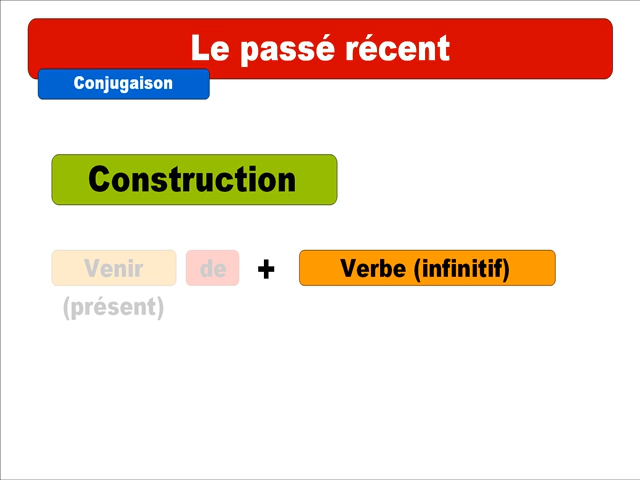 Le passé récent
Conjugaison
Construction
Venir de + Verbe (infinitif)
(présent)